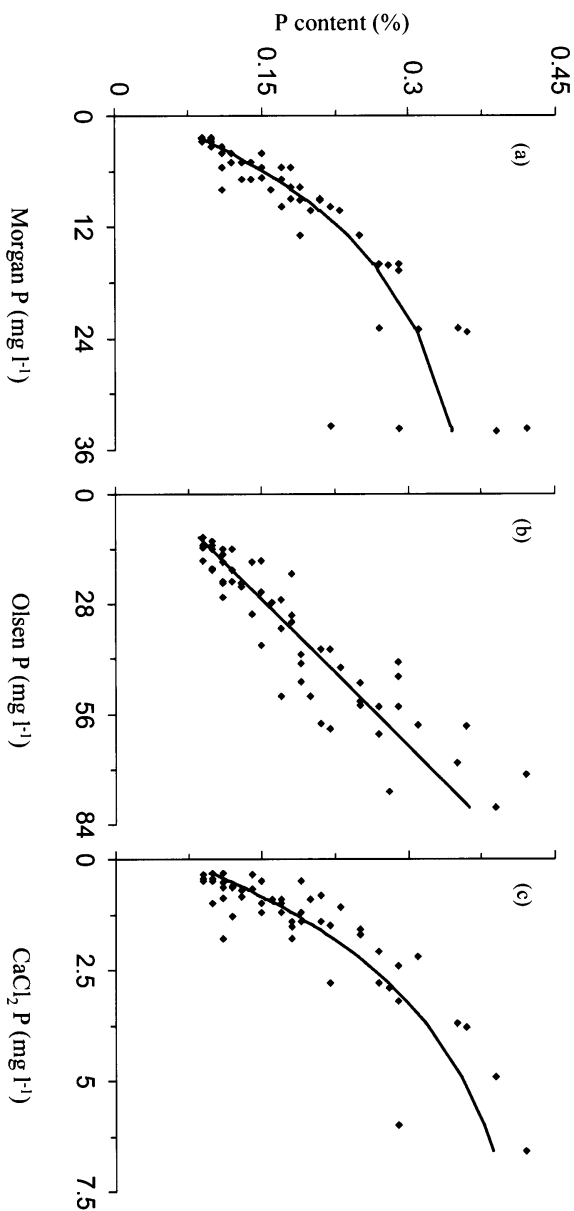 P content (%)
0.45
0.3
0.15
0
(a)
0
12
24
36
Morgan P (mg l⁻¹)
(b)
0
28
56
84
Olsen P (mg l⁻¹)
(c)
0
2.5
5
7.5
CaCl₂ P (mg l⁻¹)